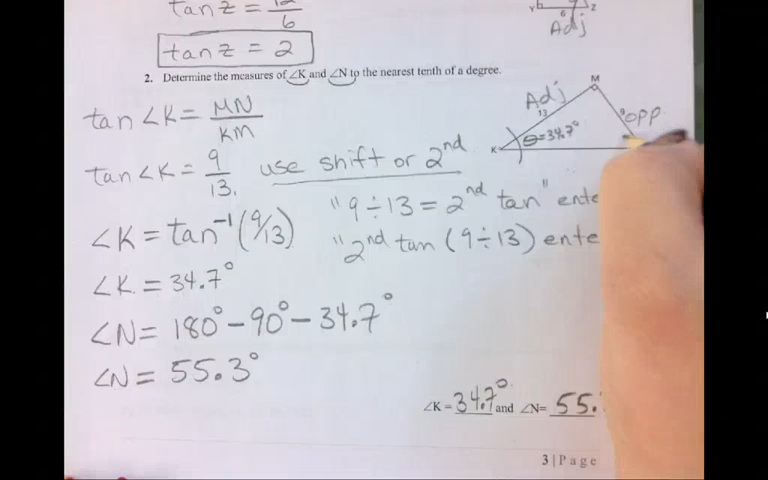 tan Z = 12/6
Y Z
6
Adj
tan Z = 2
2. Determine the measures of ∠K and ∠N to the nearest tenth of a degree.
tan ∠K = MN/KM
M
Adj
13
9 opp
K θ=34.7°
tan ∠K = 9/13. use shift or 2nd
"9÷13 = 2nd tan" ente
∠K = tan⁻¹(9/13)
"2nd tan (9÷13) ente
∠K = 34.7°
∠N = 180° – 90° – 34.7°
∠N = 55.3°
∠K = 34.7° and ∠N= 55.
3 | Page